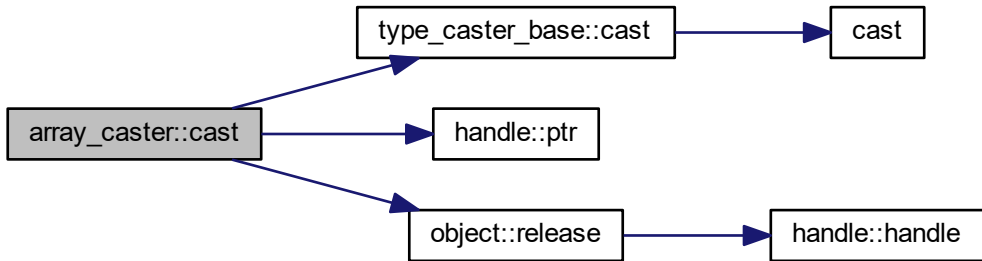 type_caster_base::cast
cast
array_caster::cast
handle::ptr
object::release
handle::handle